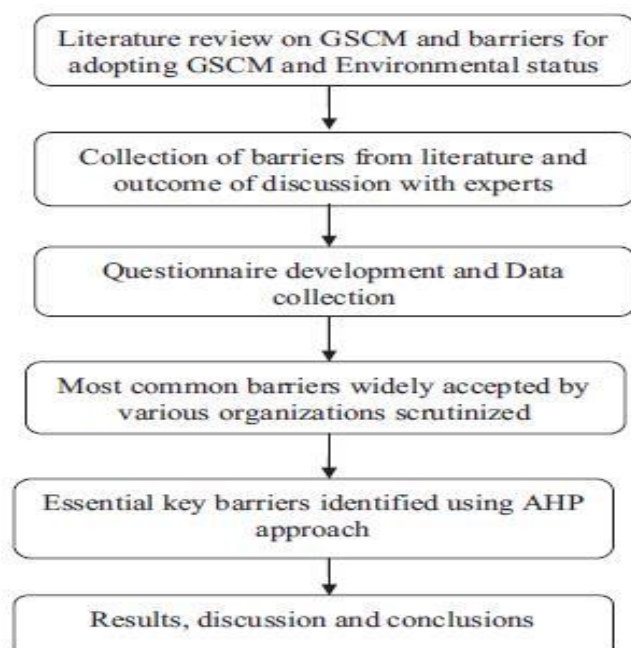 Literature review on GSCM and barriers for
adopting GSCM and Environmental status
Collection of barriers from literature and
outcome of discussion with experts
Questionnaire development and Data
collection
Most common barriers widely accepted by
various organizations scrutinized
Essential key barriers identified using AHP
approach
Results, discussion and conclusions